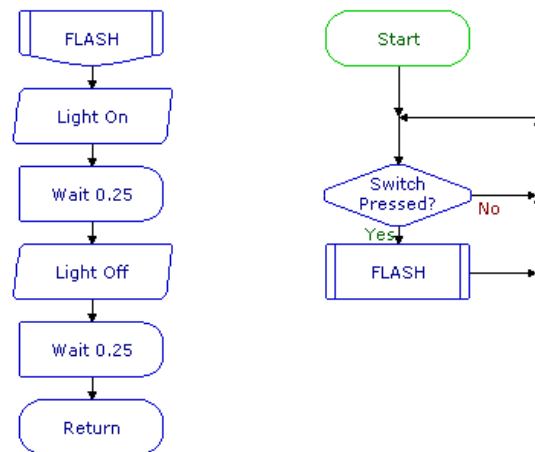 FLASH
Light On
Wait 0.25
Light Off
Wait 0.25
Return
Start
Switch
Pressed?
No
Yes
FLASH